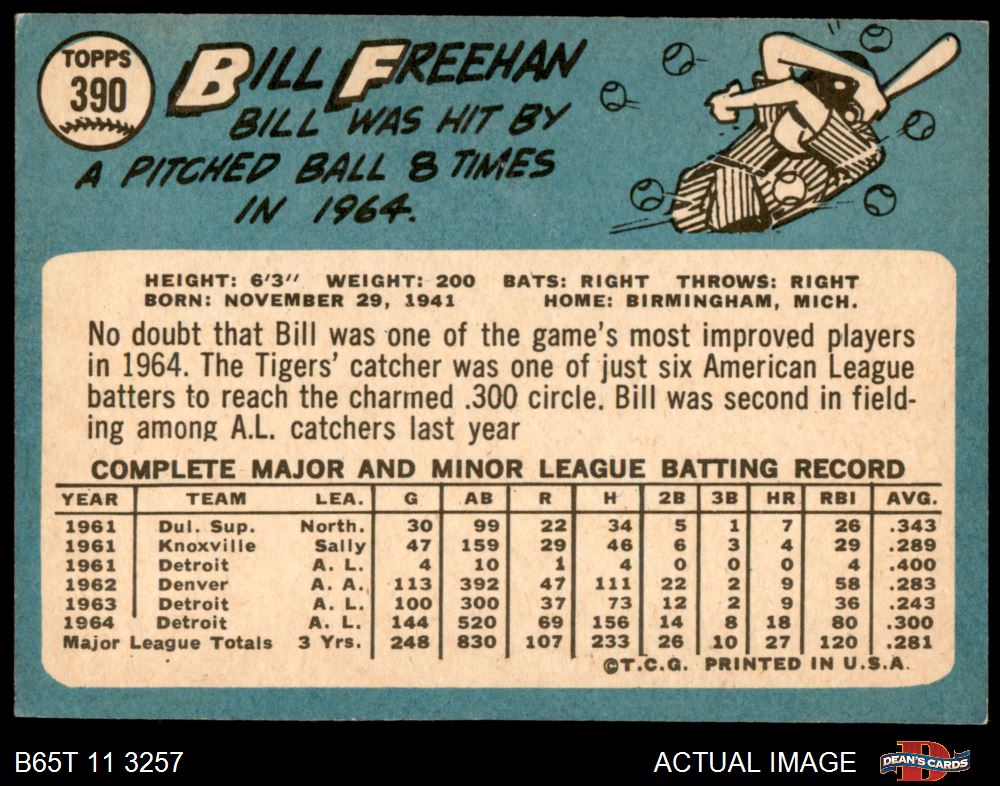 TOPPS
390
BILL FREEHAN
BILL WAS HIT BY
A PITCHED BALL 8 TIMES
IN 1964.
HEIGHT: 6'3" WEIGHT: 200 BATS: RIGHT THROWS: RIGHT
BORN: NOVEMBER 29, 1941 HOME: BIRMINGHAM, MICH.
No doubt that Bill was one of the game's most improved players
in 1964. The Tigers' catcher was one of just six American League
batters to reach the charmed .300 circle. Bill was second in field-
ing among A.L. catchers last year
COMPLETE MAJOR AND MINOR LEAGUE BATTING RECORD
YEAR TEAM LEA. G AB R H 2B 3B HR RBI AVG.
1961 Dul. Sup. North. 30 99 22 34 5 1 7 26 .343
1961 Knoxville Sally 47 159 29 46 6 3 4 29 .289
1961 Detroit A. L. 4 10 1 4 0 0 0 4 .400
1962 Denver A. A. 113 392 47 111 22 2 9 58 .283
1963 Detroit A. L. 100 300 37 73 12 2 9 36 .243
1964 Detroit A. L. 144 520 69 156 14 8 18 80 .300
Major League Totals 3 Yrs. 248 830 107 233 26 10 27 120 .281
©T.C.G. PRINTED IN U.S.A.
B65T 11 3257 ACTUAL IMAGE D DEAN'S CARDS